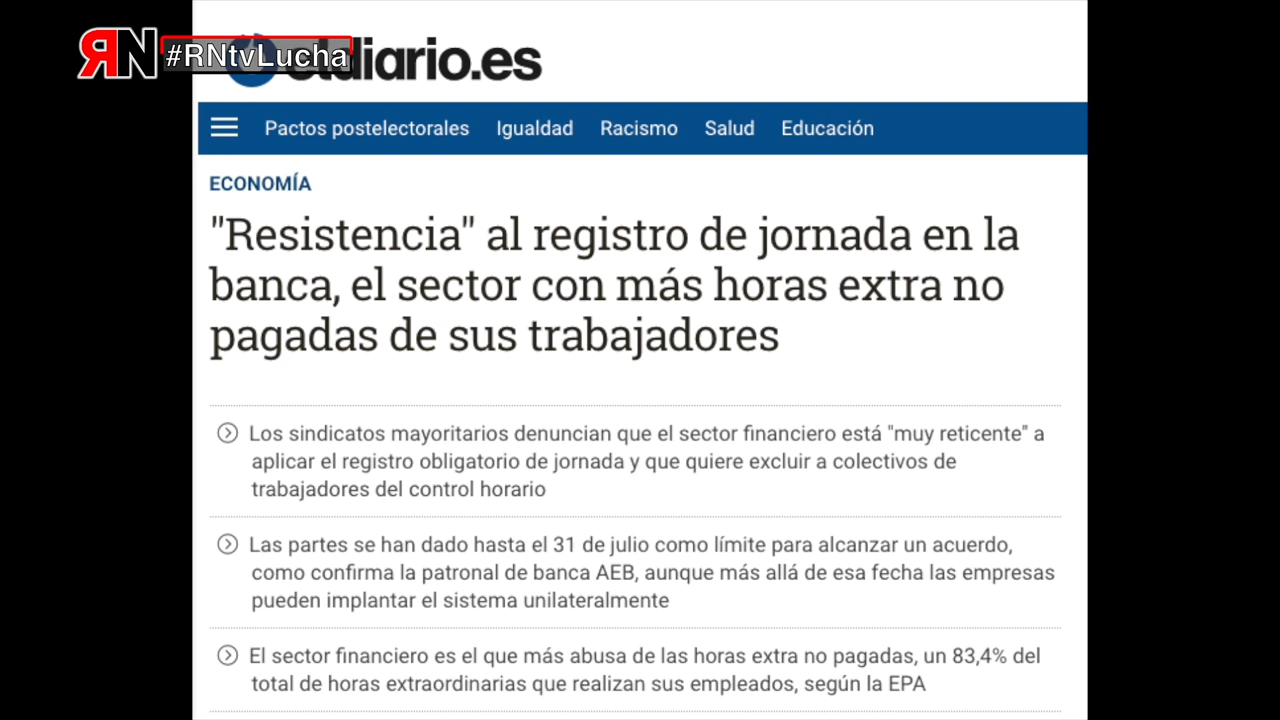 RN #RNtvLucha
eldiario.es
Pactos postelectorales Igualdad Racismo Salud Educación
ECONOMÍA
"Resistencia" al registro de jornada en la
banca, el sector con más horas extra no
pagadas de sus trabajadores
Los sindicatos mayoritarios denuncian que el sector financiero está "muy reticente" a
aplicar el registro obligatorio de jornada y que quiere excluir a colectivos de
trabajadores del control horario
Las partes se han dado hasta el 31 de julio como límite para alcanzar un acuerdo,
como confirma la patronal de banca AEB, aunque más allá de esa fecha las empresas
pueden implantar el sistema unilateralmente
El sector financiero es el que más abusa de las horas extra no pagadas, un 83,4% del
total de horas extraordinarias que realizan sus empleados, según la EPA